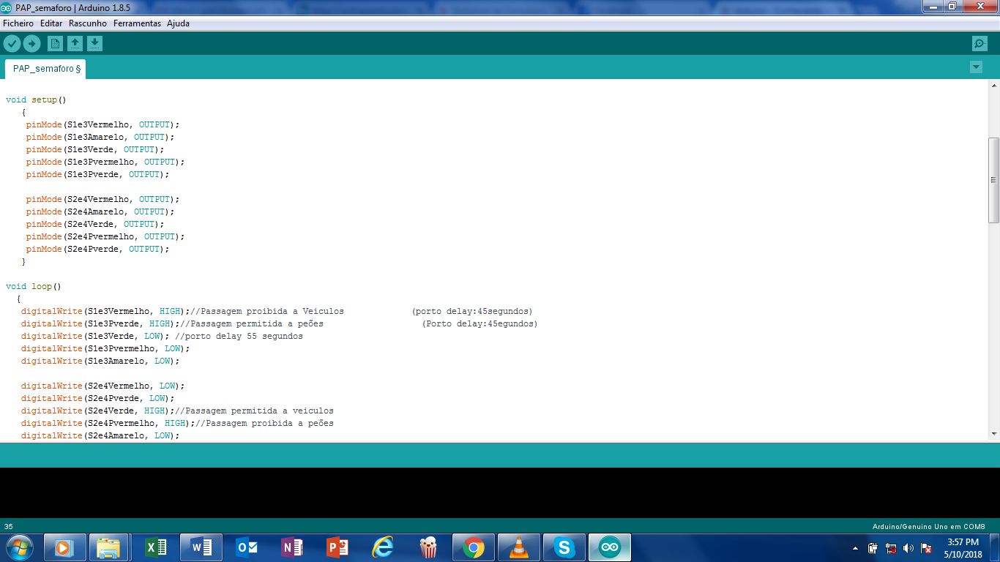 PAP_semaforo | Arduino 1.8.5
Ficheiro Editar Rascunho Ferramentas Ajuda
PAP_semaforo §
void setup()
{
pinMode(S1e3Vermelho, OUTPUT);
pinMode(S1e3Amarelo, OUTPUT);
pinMode(S1e3Verde, OUTPUT);
pinMode(S1e3Pvermelho, OUTPUT);
pinMode(S1e3Pverde, OUTPUT);
pinMode(S2e4Vermelho, OUTPUT);
pinMode(S2e4Amarelo, OUTPUT);
pinMode(S2e4Verde, OUTPUT);
pinMode(S2e4Pvermelho, OUTPUT);
pinMode(S2e4Pverde, OUTPUT);
}
void loop()
{
digitalWrite(S1e3Vermelho, HIGH);//Passagem proibida a Veiculos (porto delay:45segundos)
digitalWrite(S1e3Pverde, HIGH);//Passagem permitida a peões (Porto delay:45egundos)
digitalWrite(S1e3Verde, LOW); //porto delay 55 segundos
digitalWrite(S1e3Pvermelho, LOW);
digitalWrite(S1e3Amarelo, LOW);
digitalWrite(S2e4Vermelho, LOW);
digitalWrite(S2e4Pverde, LOW);
digitalWrite(S2e4Verde, HIGH);//Passagem permitida a veiculos
digitalWrite(S2e4Pvermelho, HIGH);//Passagem proibida a peões
digitalWrite(S2e4Amarelo, LOW);
35
Arduino/Genuino Uno em COM8
3:57 PM
5/10/2018